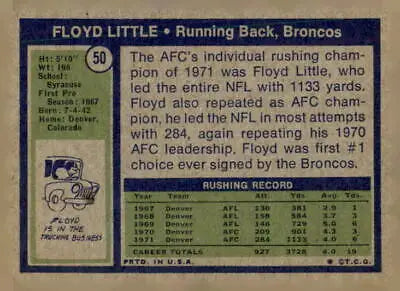 FLOYD LITTLE • Running Back, Broncos
50
Ht: 5'10"
Wt: 196
School:
Syracuse
First Pro
Season: 1967
Born: 7-4-42
Home: Denver,
Colorado
FLOYD
IS IN THE
TRUCKING BUSINESS
The AFC's individual rushing cham-
pion of 1971 was Floyd Little, who
led the entire NFL with 1133 yards.
Floyd also repeated as AFC cham-
pion, he led the NFL in most attempts
with 284, again repeating his 1970
AFC leadership. Floyd was first #1
choice ever signed by the Broncos.
RUSHING RECORD
Year Team Att. Yds. Avg. TDs
1967 Denver AFL 130 381 2.9 1
1968 Denver AFL 158 584 3.7 3
1969 Denver AFL 146 729 5.0 6
1970 Denver AFC 209 901 4.3 3
1971 Denver AFC 284 1133 4.0 6
CAREER TOTALS 927 3728 4.0 19
PRTD. IN U.S.A. © T.C.G.